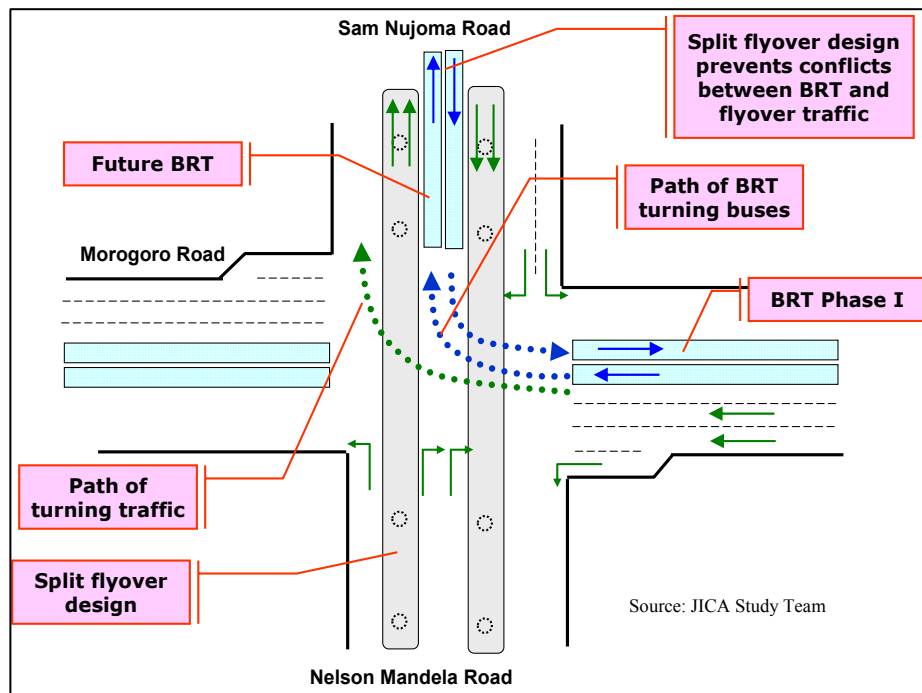 Sam Nujoma Road
Split flyover design
prevents conflicts
between BRT and
flyover traffic
Future BRT
Path of BRT
turning buses
Morogoro Road
BRT Phase I
Path of
turning traffic
Split flyover
design
Source: JICA Study Team
Nelson Mandela Road